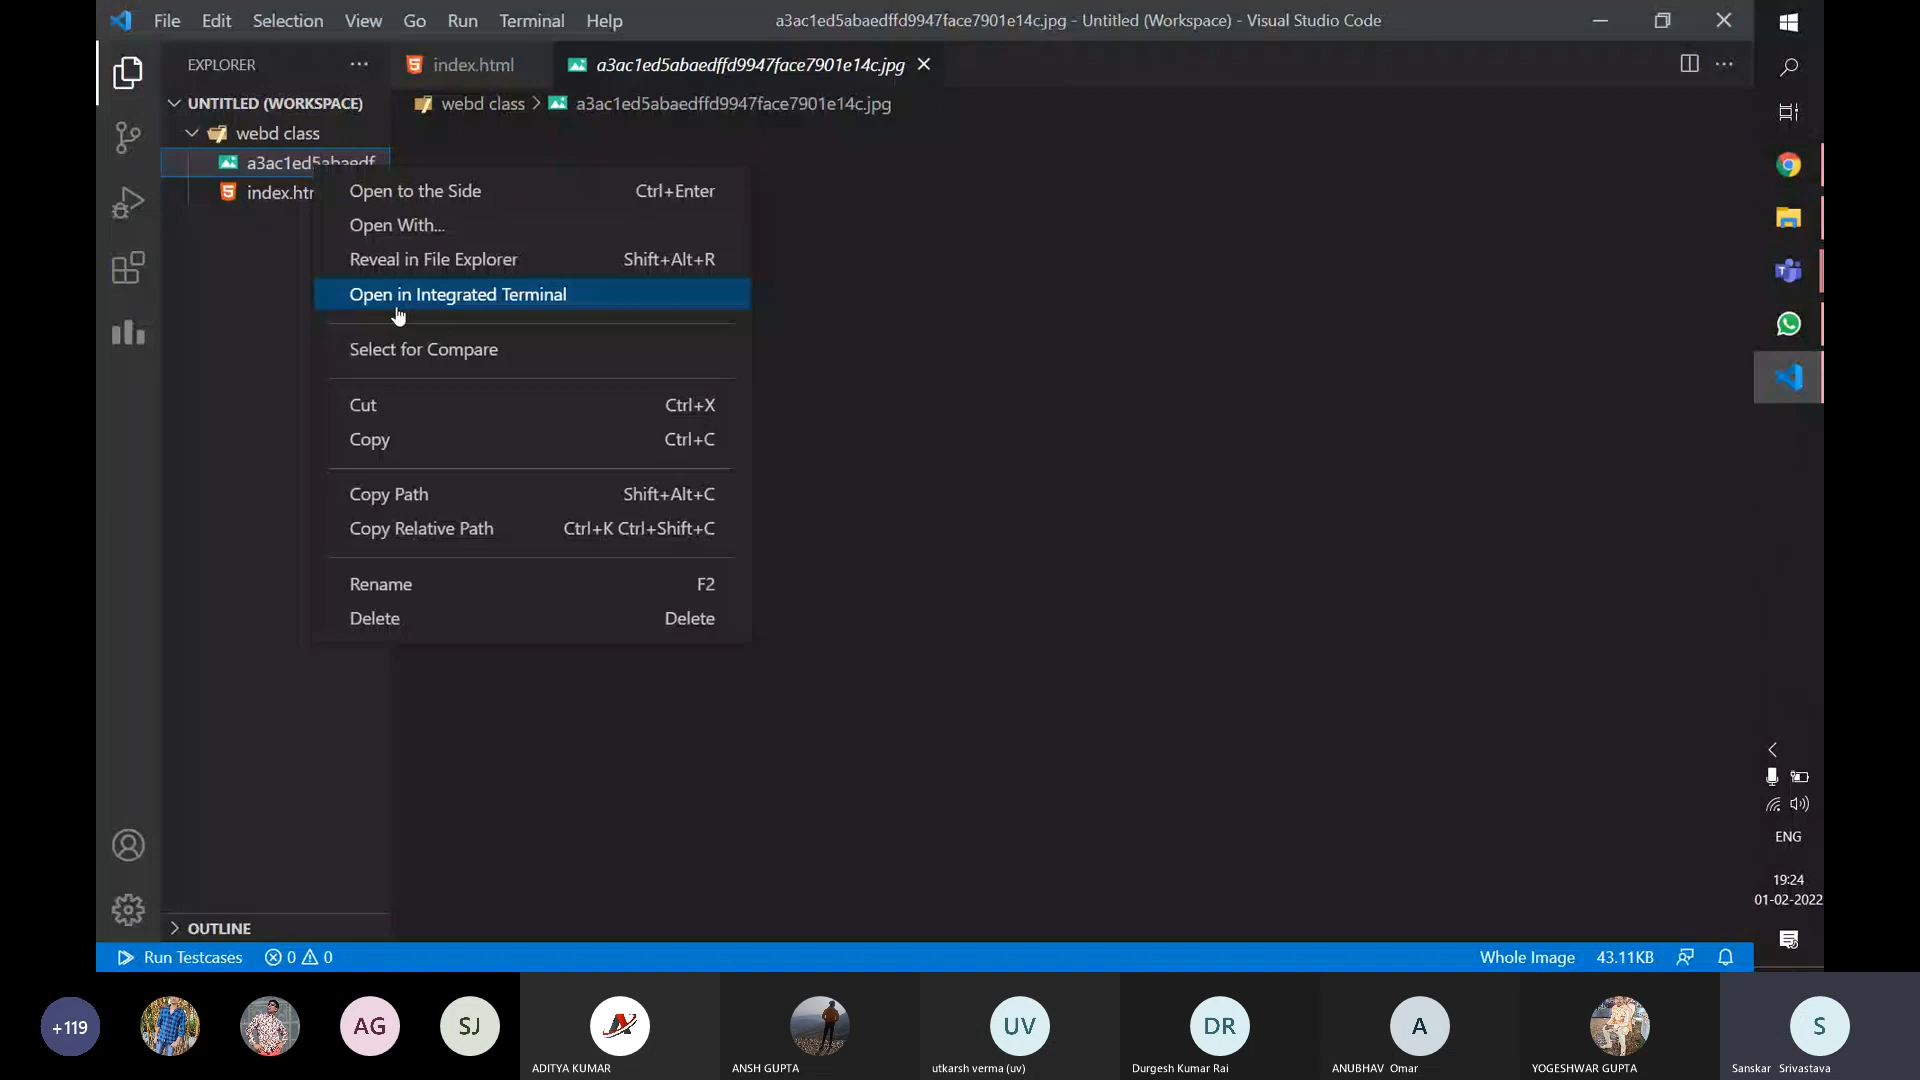 File Edit Selection View Go Run Terminal Help a3ac1ed5abaedffd9947face7901e14c.jpg - Untitled (Workspace) - Visual Studio Code
EXPLORER
index.html
a3ac1ed5abaedffd9947face7901e14c.jpg
UNTITLED (WORKSPACE)
webd class > a3ac1ed5abaedffd9947face7901e14c.jpg
webd class
a3ac1ed5abaedf
index.htr
Open to the Side Ctrl+Enter
Open With...
Reveal in File Explorer Shift+Alt+R
Open in Integrated Terminal
Select for Compare
Cut Ctrl+X
Copy Ctrl+C
Copy Path Shift+Alt+C
Copy Relative Path Ctrl+K Ctrl+Shift+C
Rename F2
Delete Delete
ENG
19:24
01-02-2022
OUTLINE
Run Testcases 0 0 Whole Image 43.11KB
+119 AG SJ UV DR A S
ADITYA KUMAR ANSH GUPTA utkarsh verma (uv) Durgesh Kumar Rai ANUBHAV Omar YOGESHWAR GUPTA Sanskar Srivastava